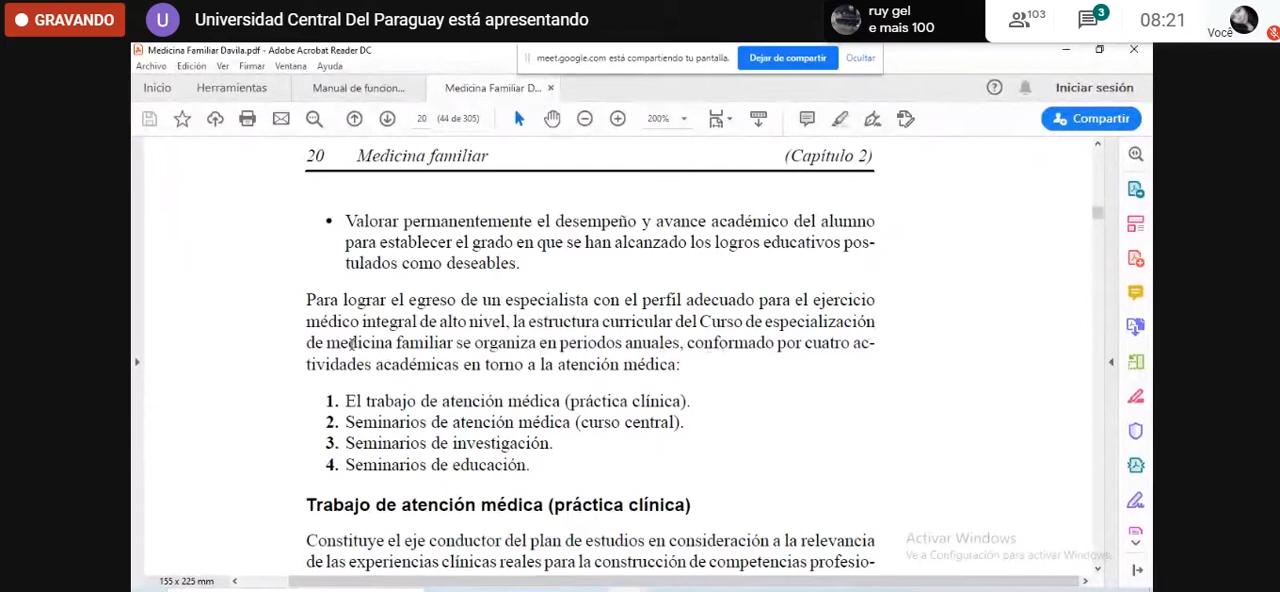 GRAVANDO
U
Universidad Central Del Paraguay está apresentando
ruy gel
e mais 100
103
3
08:21
Você
Medicina Familiar Davila.pdf - Adobe Acrobat Reader DC
meet.google.com está compartiendo tu pantalla.
Dejar de compartir
Ocultar
Archivo Edición Ver Firmar Ventana Ayuda
Inicio
Herramientas
Manual de funcion...
Medicina Familiar D...
Iniciar sesión
20 (44 de 305)
200%
Compartir
20 Medicina familiar (Capítulo 2)
• Valorar permanentemente el desempeño y avance académico del alumno
para establecer el grado en que se han alcanzado los logros educativos pos-
tulados como deseables.
Para lograr el egreso de un especialista con el perfil adecuado para el ejercicio
médico integral de alto nivel, la estructura curricular del Curso de especialización
de medicina familiar se organiza en periodos anuales, conformado por cuatro ac-
tividades académicas en torno a la atención médica:
1. El trabajo de atención médica (práctica clínica).
2. Seminarios de atención médica (curso central).
3. Seminarios de investigación.
4. Seminarios de educación.
Trabajo de atención médica (práctica clínica)
Constituye el eje conductor del plan de estudios en consideración a la relevancia
de las experiencias clínicas reales para la construcción de competencias profesio-
Activar Windows
Ve a Configuración para activar Windows.
155 x 225 mm